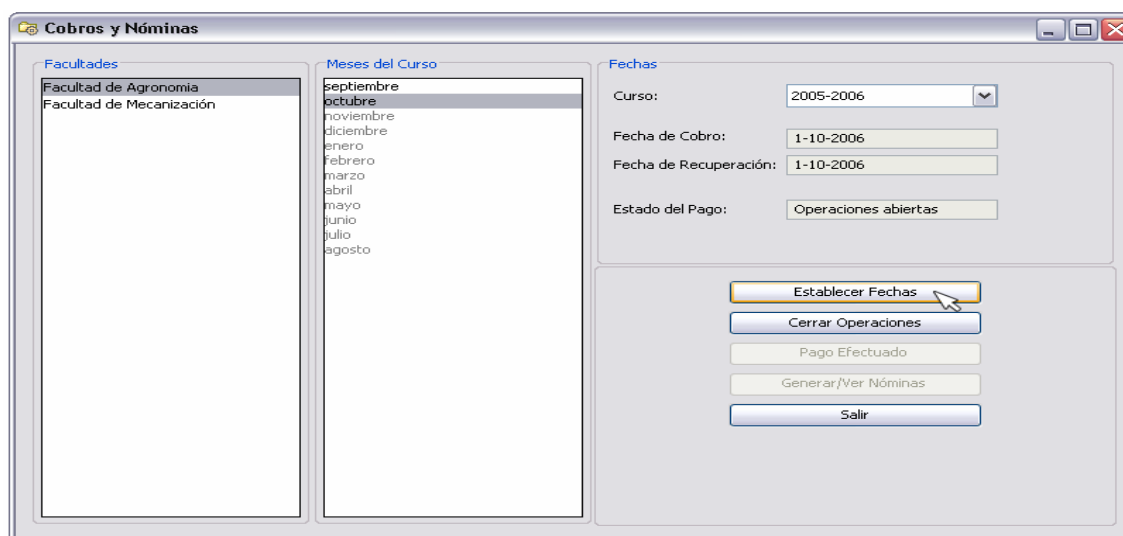 Cobros y Nóminas
Facultades
Facultad de Agronomia
Facultad de Mecanización
Meses del Curso
septiembre
octubre
noviembre
diciembre
enero
febrero
marzo
abril
mayo
junio
julio
agosto
Fechas
Curso: 2005-2006
Fecha de Cobro: 1-10-2006
Fecha de Recuperación: 1-10-2006
Estado del Pago: Operaciones abiertas
Establecer Fechas
Cerrar Operaciones
Pago Efectuado
Generar/Ver Nóminas
Salir